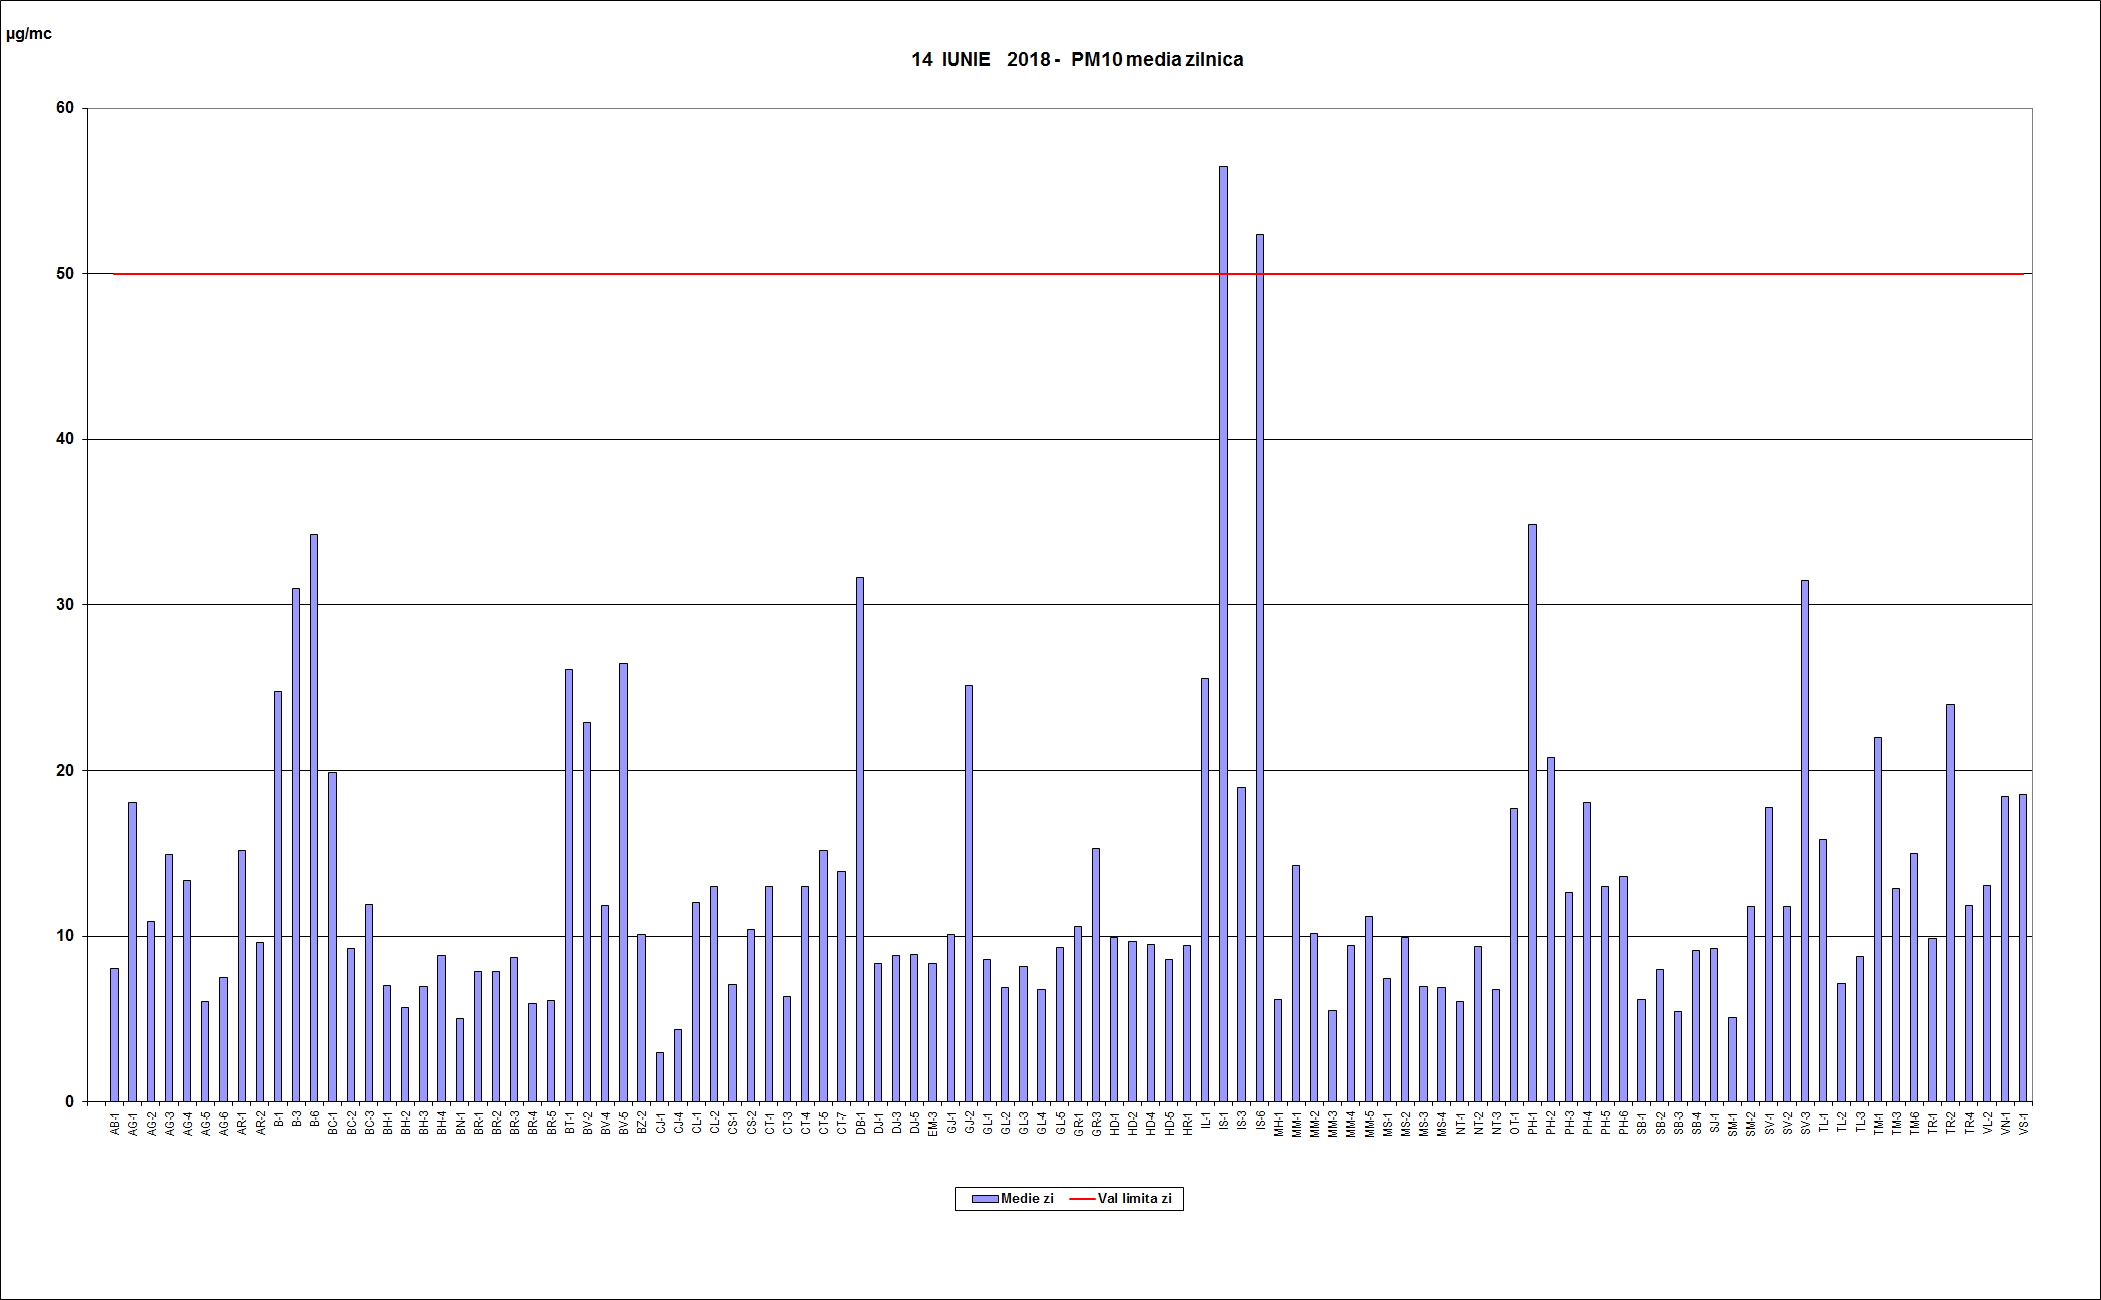 µg/mc
14 IUNIE 2018 - PM10 media zilnica
60
50
40
30
20
10
0
AB-1 AG-1 AG-2 AG-3 AG-4 AG-5 AG-6 AR-1 AR-2 B-1 B-3 B-6 BC-1 BC-2 BC-3 BH-1 BH-2 BH-3 BH-4 BN-1 BR-1 BR-2 BR-3 BR-4 BR-5 BT-1 BV-2 BV-4 BV-5 BZ-2 CJ-1 CJ-4 CL-1 CL-2 CS-1 CS-2 CT-1 CT-3 CT-4 CT-5 CT-7 DB-1 DJ-1 DJ-3 DJ-5 EM-3 GJ-1 GJ-2 GL-1 GL-2 GL-3 GL-4 GL-5 GR-1 GR-3 HD-1 HD-2 HD-4 HD-5 HR-1 IL-1 IS-1 IS-3 IS-6 MH-1 MM-1 MM-2 MM-3 MM-4 MM-5 MS-1 MS-2 MS-3 MS-4 NT-1 NT-2 NT-3 OT-1 PH-1 PH-2 PH-3 PH-4 PH-5 PH-6 SB-1 SB-2 SB-3 SB-4 SJ-1 SM-1 SM-2 SV-1 SV-2 SV-3 TL-1 TL-2 TL-3 TM-1 TM-3 TM-6 TR-1 TR-2 TR-4 VL-2 VN-1 VS-1
Medie zi Val limita zi